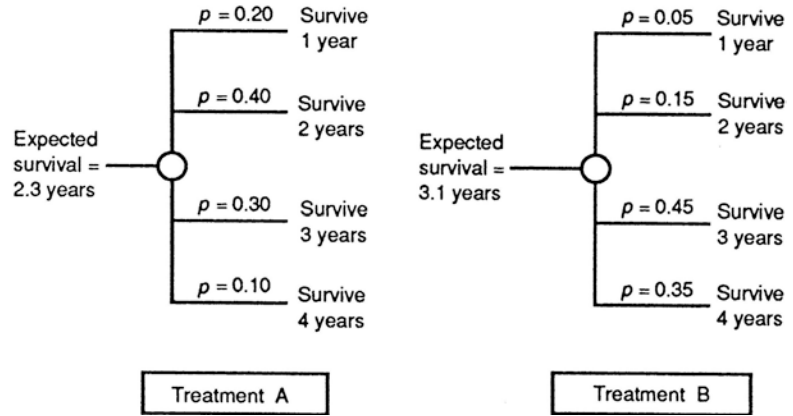 p = 0.20
Survive
1 year
p = 0.40
Survive
2 years
Expected
survival =
2.3 years
p = 0.30
Survive
3 years
p = 0.10
Survive
4 years
Treatment A
p = 0.05
Survive
1 year
p = 0.15
Survive
2 years
Expected
survival =
3.1 years
p = 0.45
Survive
3 years
p = 0.35
Survive
4 years
Treatment B